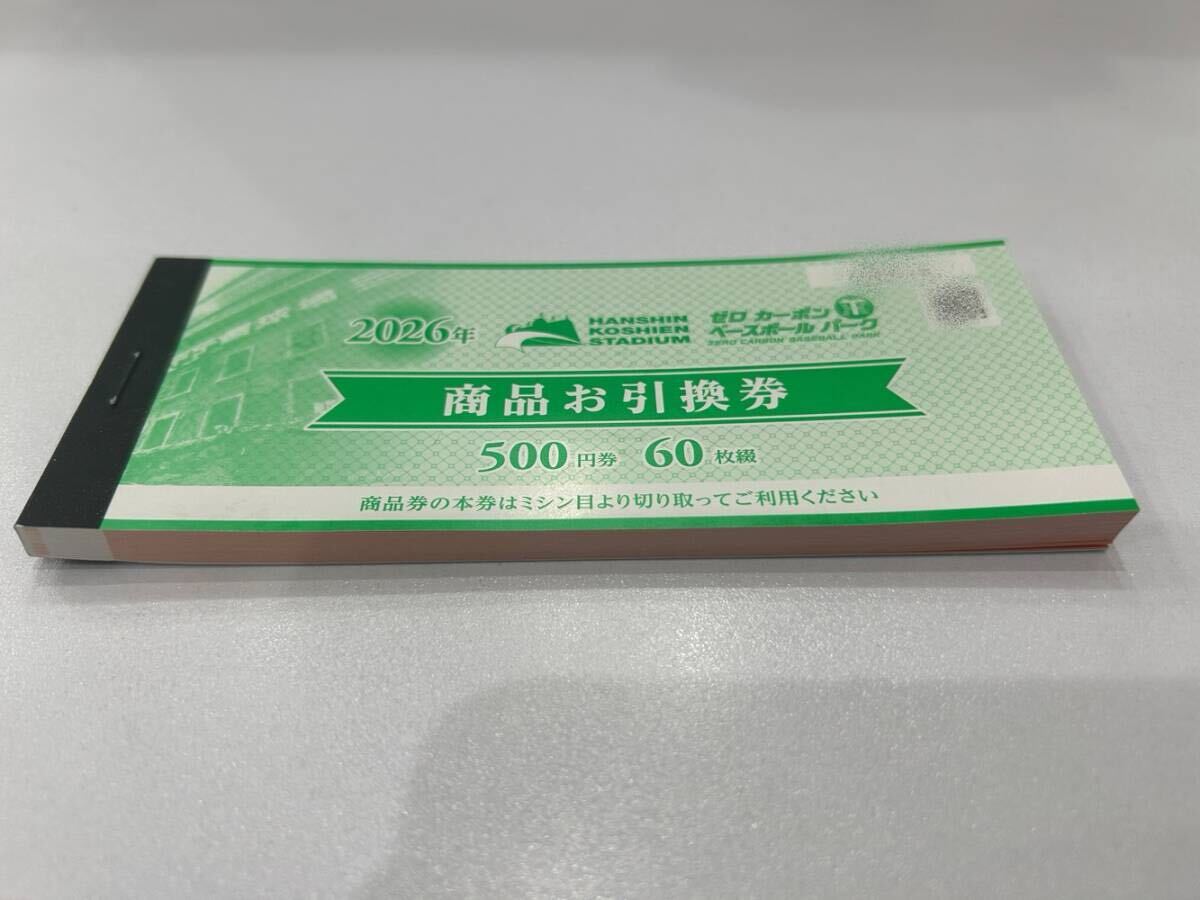 2026年
HANSHIN
KOSHIEN
STADIUM
ゼロ カーボン
ベースボール パーク
ZERO CARBON BASEBALL PARK
商品お引換券
500円券 60枚綴
商品券の本券はミシン目より切り取ってご利用ください